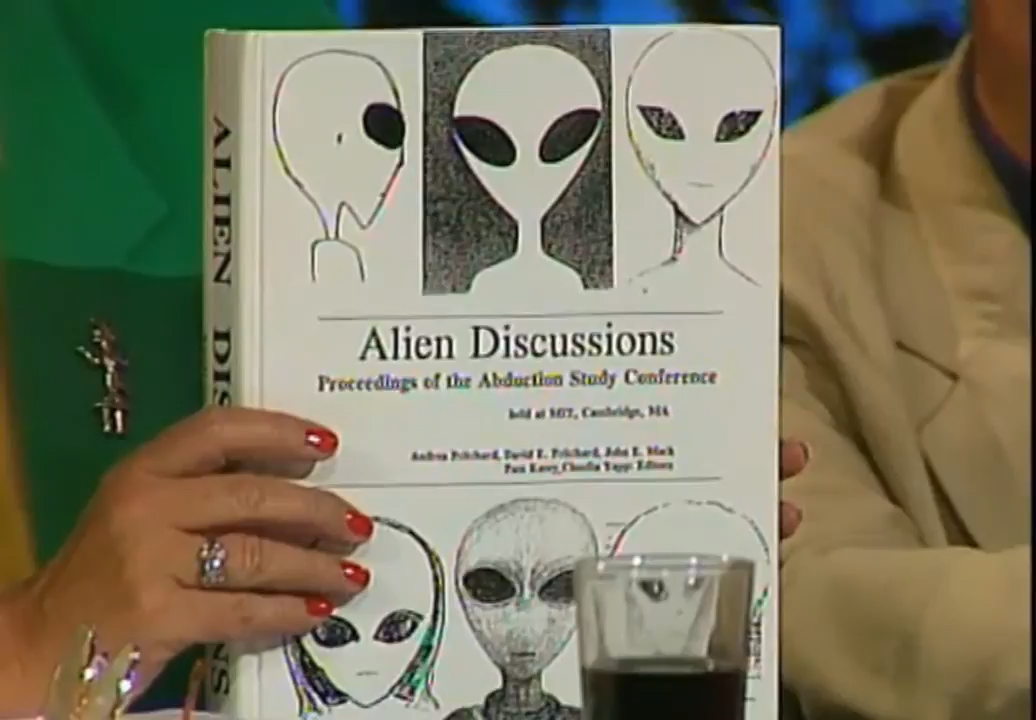 ALIEN DIS NS
Alien Discussions
Proceedings of the Abduction Study Conference
held at MIT, Cambridge, MA
Andrea Pritchard, David E. Pritchard, John E. Mack
Pam Kasey, Claudia Yapp: Editors